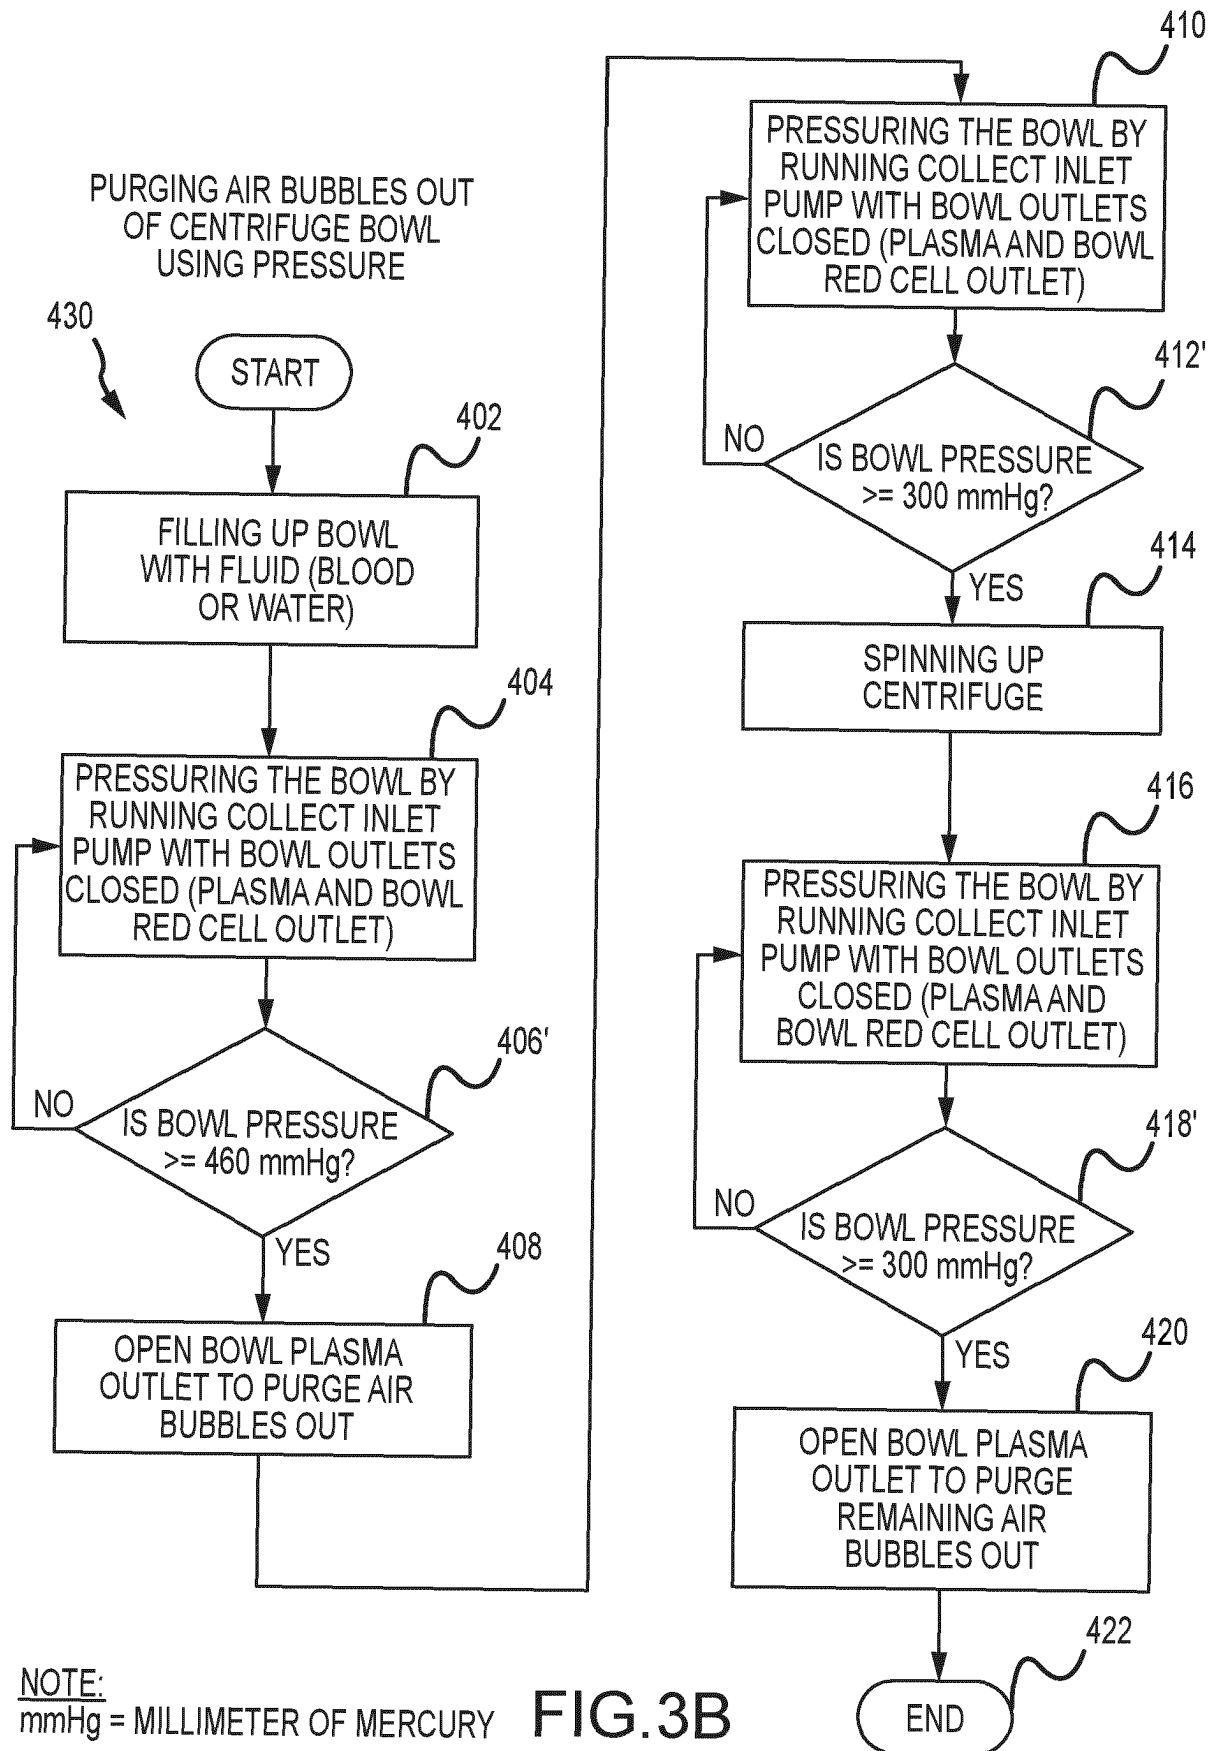 PURGING AIR BUBBLES OUT
OF CENTRIFUGE BOWL
USING PRESSURE
430
START
402
FILLING UP BOWL
WITH FLUID (BLOOD
OR WATER)
404
PRESSURING THE BOWL BY
RUNNING COLLECT INLET
PUMP WITH BOWL OUTLETS
CLOSED (PLASMA AND BOWL
RED CELL OUTLET)
406'
NO
IS BOWL PRESSURE
>= 460 mmHg?
YES
408
OPEN BOWL PLASMA
OUTLET TO PURGE AIR
BUBBLES OUT
410
PRESSURING THE BOWL BY
RUNNING COLLECT INLET
PUMP WITH BOWL OUTLETS
CLOSED (PLASMA AND BOWL
RED CELL OUTLET)
412'
NO
IS BOWL PRESSURE
>= 300 mmHg?
YES
414
SPINNING UP
CENTRIFUGE
416
PRESSURING THE BOWL BY
RUNNING COLLECT INLET
PUMP WITH BOWL OUTLETS
CLOSED (PLASMA AND
BOWL RED CELL OUTLET)
418'
NO
IS BOWL PRESSURE
>= 300 mmHg?
YES
420
OPEN BOWL PLASMA
OUTLET TO PURGE
REMAINING AIR
BUBBLES OUT
422
END
NOTE:
mmHg = MILLIMETER OF MERCURY
FIG.3B